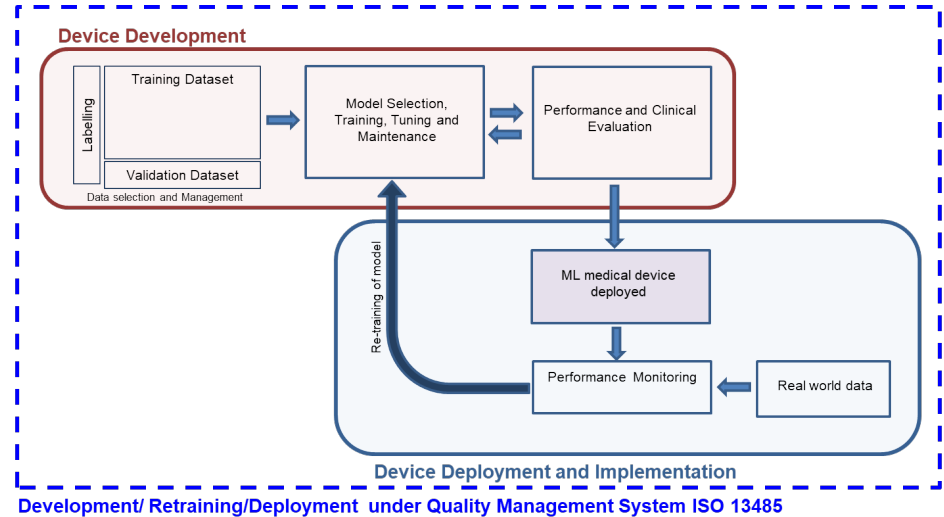 Device Development
Labelling
Training Dataset
Validation Dataset
Data selection and Management
Model Selection,
Training, Tuning and
Maintenance
Performance and Clinical
Evaluation
Re-training of model
ML medical device
deployed
Performance Monitoring
Real world data
Device Deployment and Implementation
Development/ Retraining/Deployment under Quality Management System ISO 13485